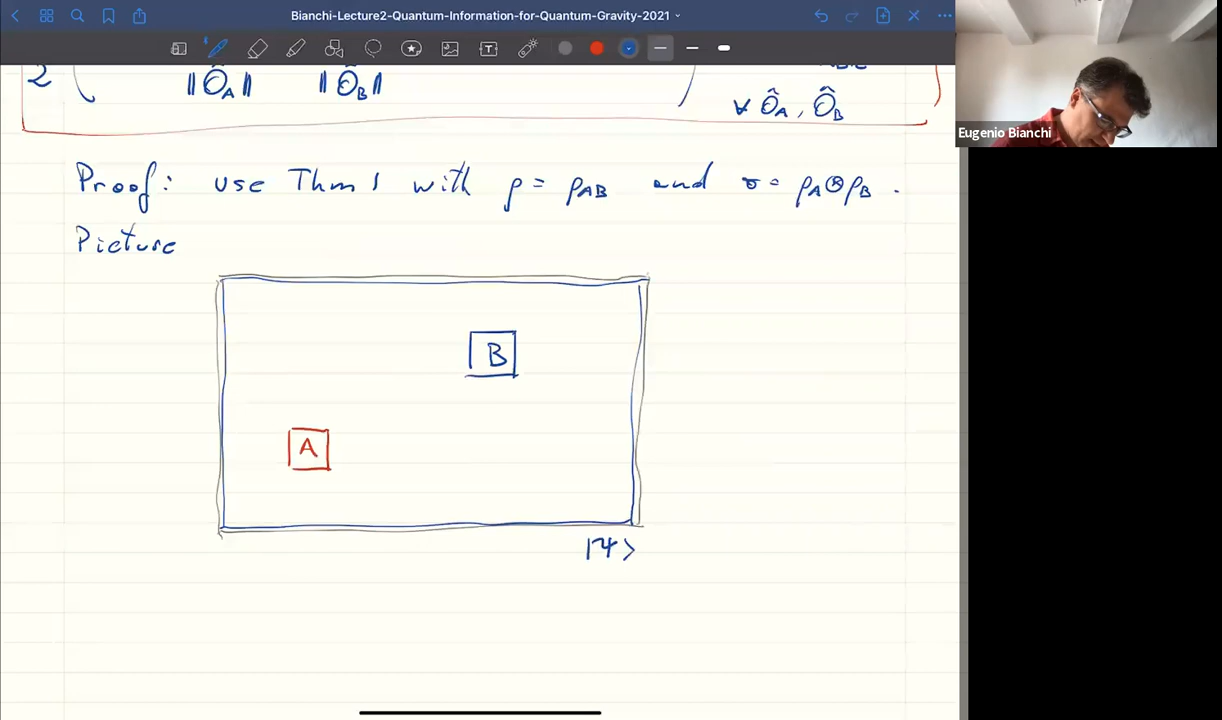 Bianchi-Lecture2-Quantum-Information-for-Quantum-Gravity-2021
T
2 ‖Ô_A‖ ‖Ô_B‖
∀ Ô_A, Ô_B
Eugenio Bianchi
Proof: use Thm 1 with ρ = ρ_AB and σ = ρ_A⊗ρ_B .
Picture
B
A
|ψ>